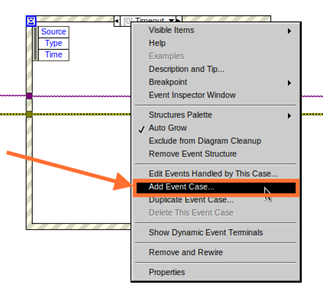 [0] Timeout
Source
Type
Time
Visible Items
Help
Examples
Description and Tip...
Breakpoint
Event Inspector Window
Structures Palette
Auto Grow
Exclude from Diagram Cleanup
Remove Event Structure
Edit Events Handled by This Case...
Add Event Case...
Duplicate Event Case...
Delete This Event Case
Show Dynamic Event Terminals
Remove and Rewire
Properties